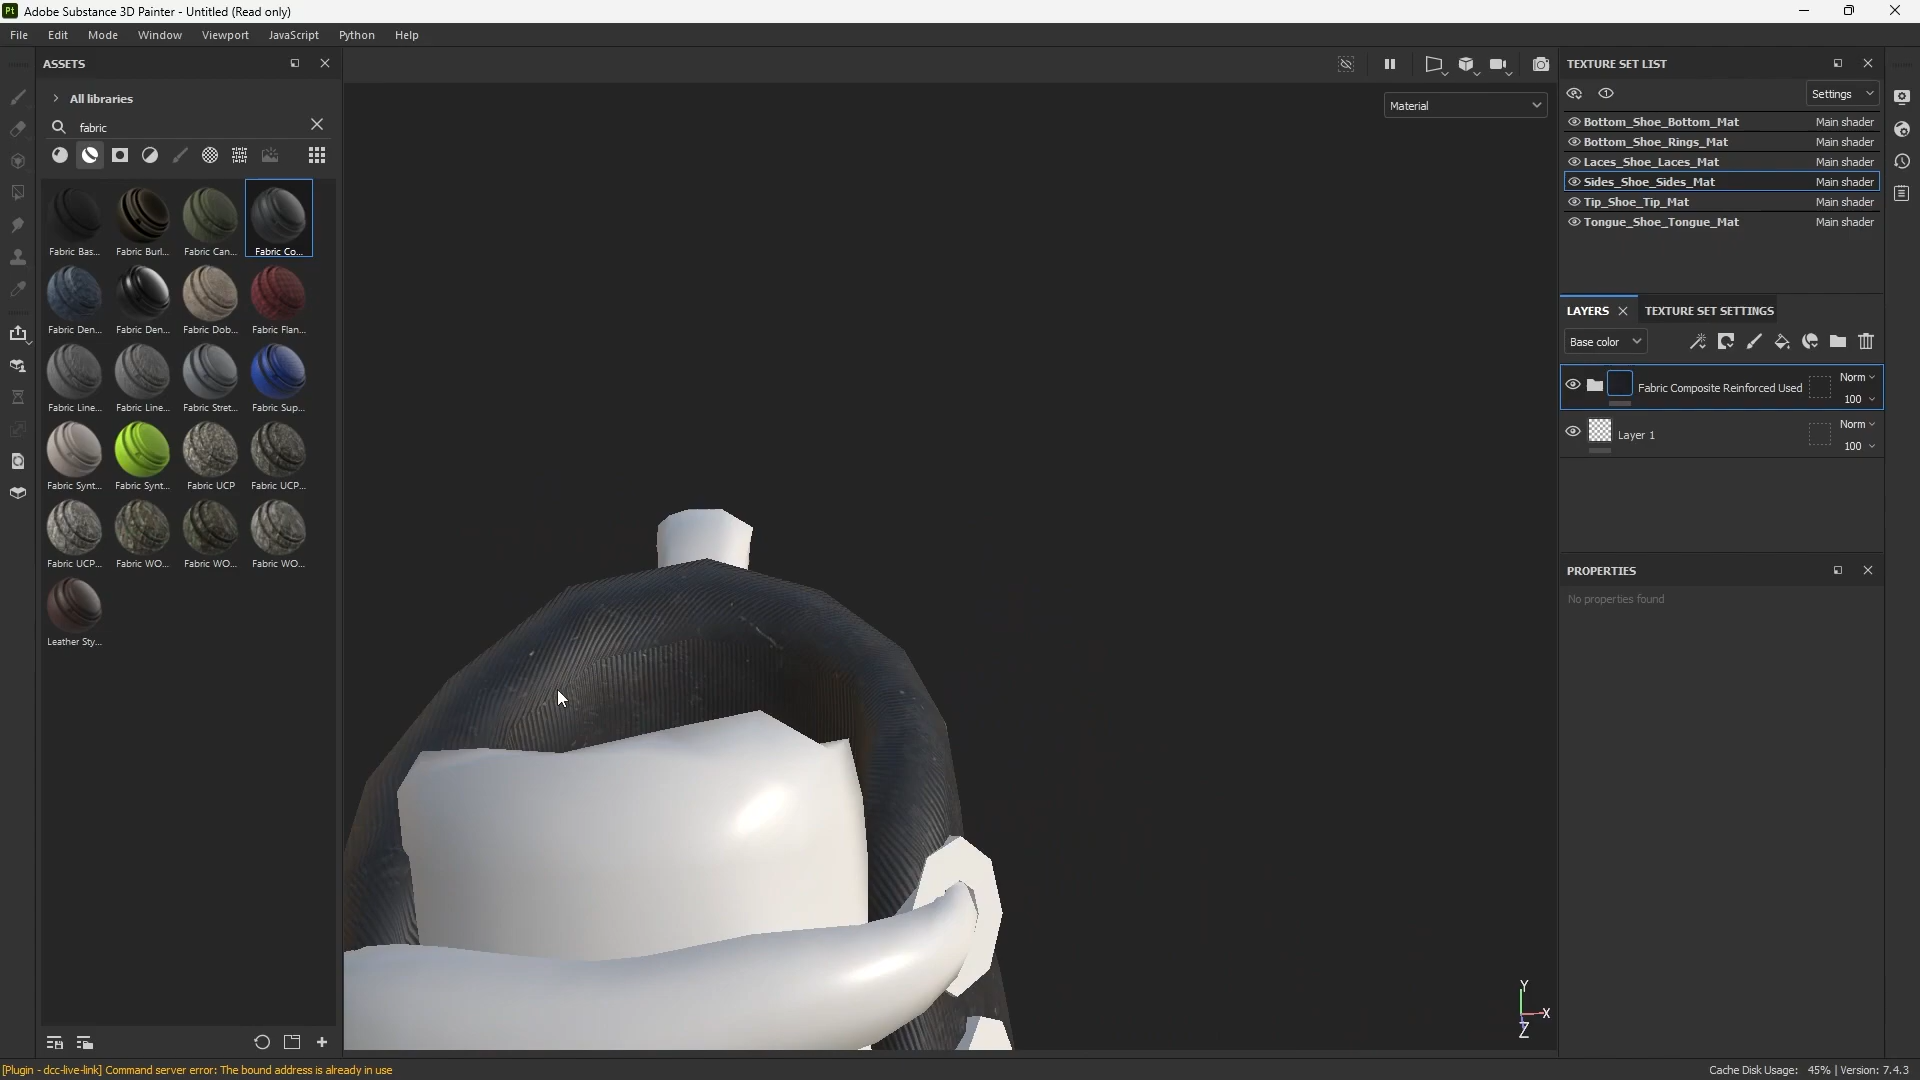 Pt Adobe Substance 3D Painter - Untitled (Read only)
File Edit Mode Window Viewport JavaScript Python Help
ASSETS
All libraries
fabric
Fabric Bas... Fabric Burl... Fabric Can... Fabric Co...
Fabric Den... Fabric Den... Fabric Dob... Fabric Flan...
Fabric Line... Fabric Line... Fabric Stret... Fabric Sup...
Fabric Synt... Fabric Synt... Fabric UCP Fabric UCP...
Fabric UCP... Fabric WO... Fabric WO... Fabric WO...
Leather Sty...
Material
Y
X
Z
TEXTURE SET LIST
Settings
Bottom_Shoe_Bottom_Mat Main shader
Bottom_Shoe_Rings_Mat Main shader
Laces_Shoe_Laces_Mat Main shader
Sides_Shoe_Sides_Mat Main shader
Tip_Shoe_Tip_Mat Main shader
Tongue_Shoe_Tongue_Mat Main shader
LAYERS TEXTURE SET SETTINGS
Base color
Fabric Composite Reinforced Used Norm
100
Layer 1 Norm
100
PROPERTIES
No properties found
[Plugin - dcc-live-link] Command server error: The bound address is already in use
Cache Disk Usage: 45% | Version: 7.4.3